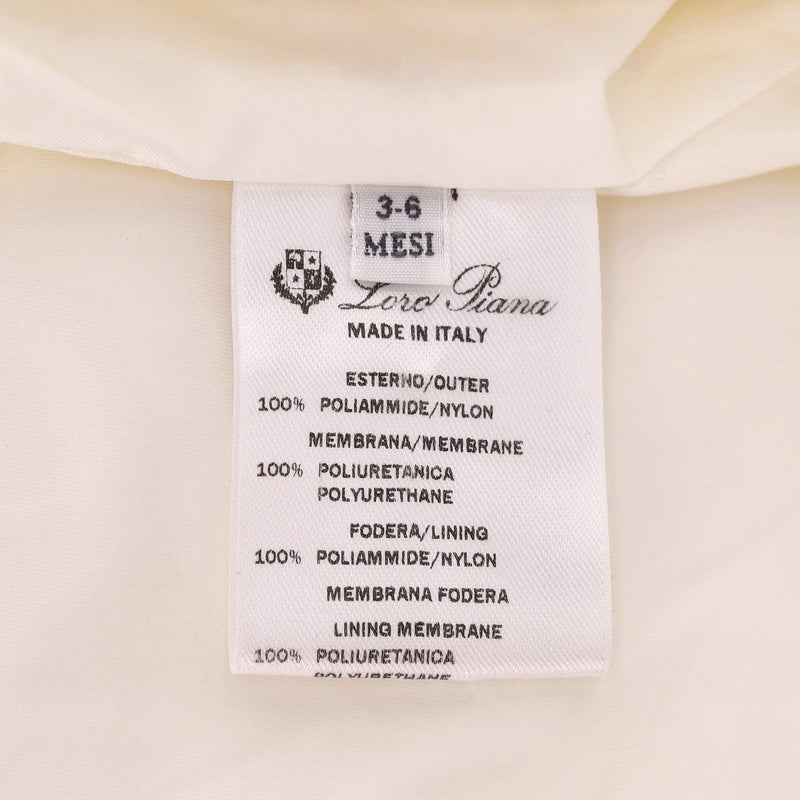 3-6
MESI
Loro Piana
MADE IN ITALY
ESTERNO/OUTER
100% POLIAMMIDE/NYLON
MEMBRANA/MEMBRANE
100% POLIURETANICA
POLYURETHANE
FODERA/LINING
100% POLIAMMIDE/NYLON
MEMBRANA FODERA
LINING MEMBRANE
100% POLIURETANICA
POLYURETHANE